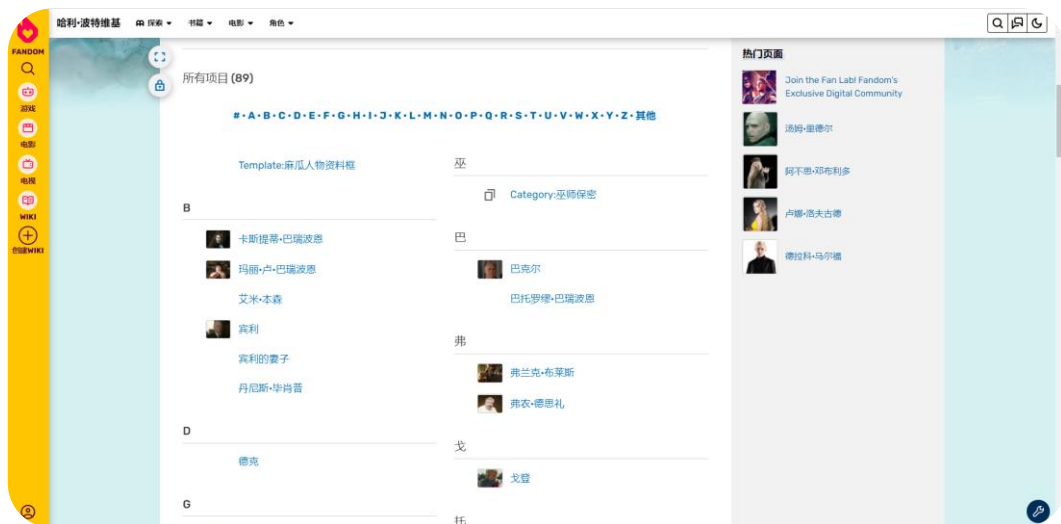 哈利·波特维基
探索
书籍
电影
角色
FANDOM
游戏
电影
电视
WIKI
创建WIKI
所有项目 (89)
# · A · B · C · D · E · F · G · H · I · J · K · L · M · N · O · P · Q · R · S · T · U · V · W · X · Y · Z · 其他
Template:麻瓜人物资料框
B
卡斯提蒂·巴瑞波恩
玛丽·卢·巴瑞波恩
艾米·本森
宾利
宾利的妻子
丹尼斯·毕肖普
D
德克
G
巫
Category:巫师保密
巴
巴克尔
巴托罗缪·巴瑞波恩
弗
弗兰克·布莱斯
弗农·德思礼
戈
戈登
托
热门页面
Join the Fan Lab! Fandom's
Exclusive Digital Community
汤姆·里德尔
阿不思·邓布利多
卢娜·洛夫古德
德拉科·马尔福